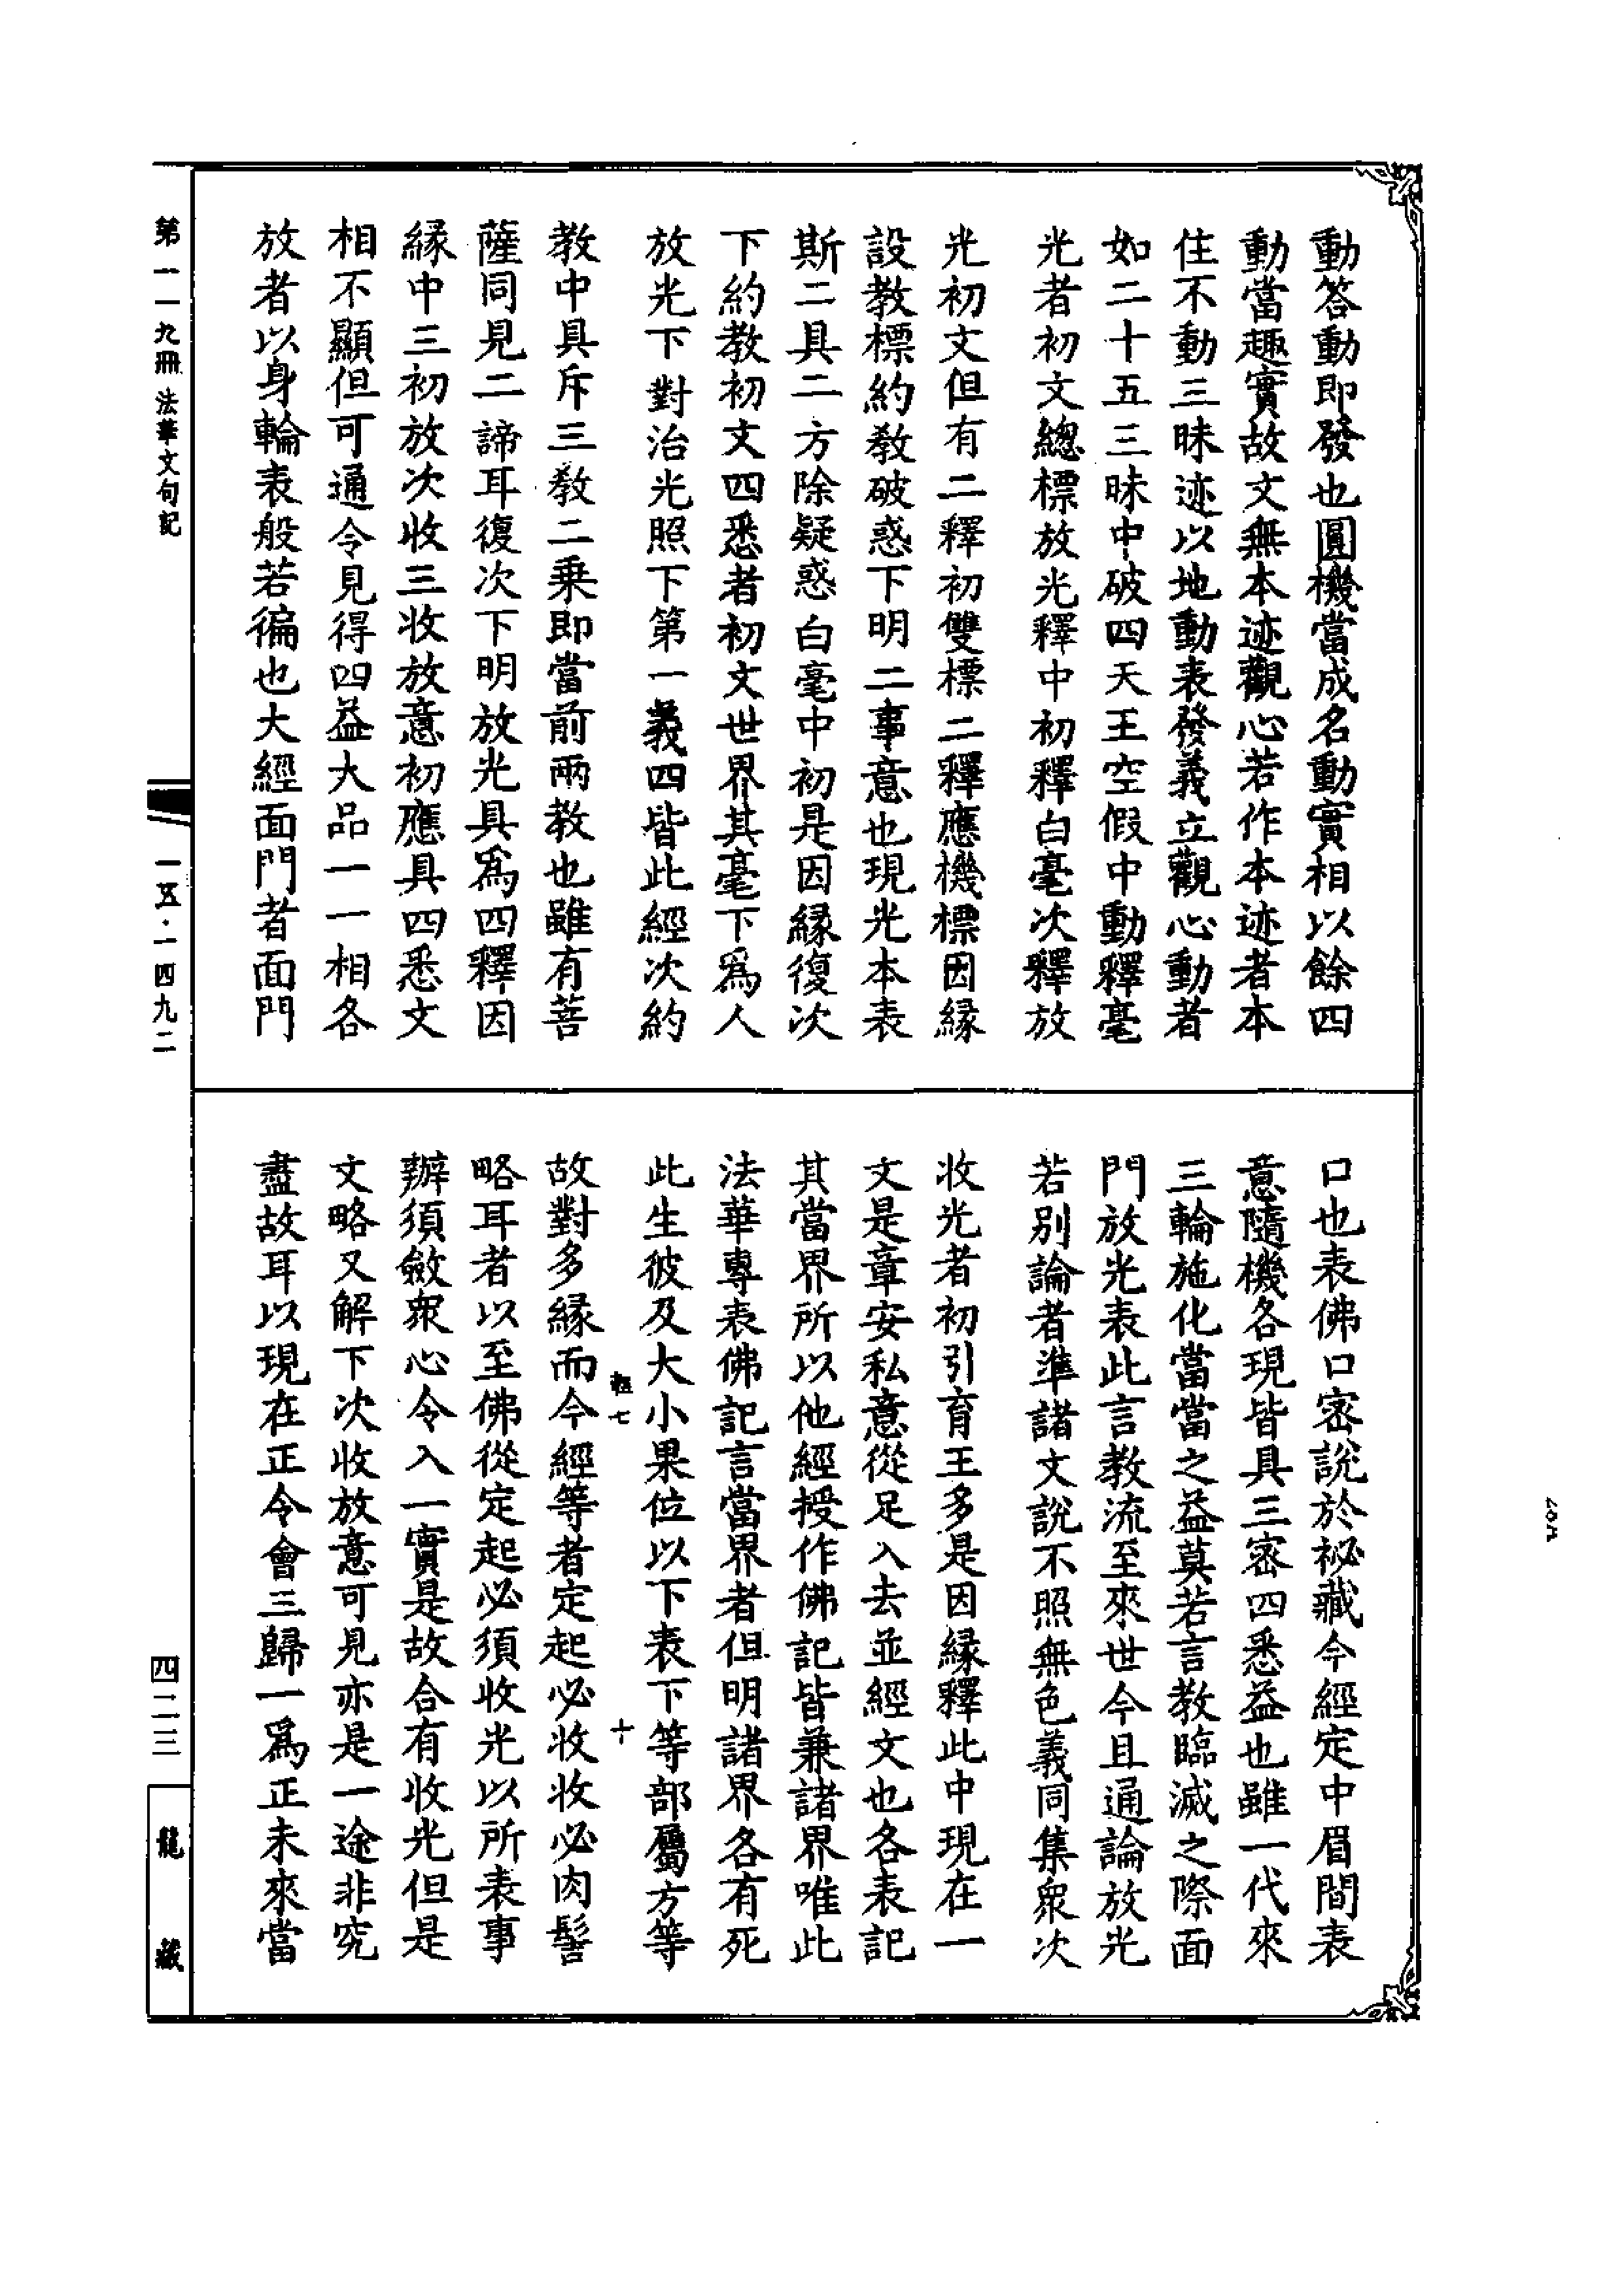 動答動即發也圓機當成名動實相以餘四
動當趣實故文無本迹觀心若作本迹者本
住不動三昧迹以地動表發義立觀心動者
如二十五三昧中破四天王空假中動釋毫
光者初文總標放光釋中初釋白毫次釋放
光初文但有二釋初雙標二釋應機標因緣
設教標約教破惑下明二事意也現光本表
斯二具二方除疑惑白毫中初是因緣復次
下約教初文四悉者初文世界其毫下爲人
放光下對治光照下第一義四皆此經次約
教中具斥三教二乗即當前兩教也雖有菩
薩同見二諦耳復次下明放光具爲四釋因
緣中三初放次收三收放意初應具四悉文
相不顯但可通令見得四益大品一一相各
放者以身輪表般若徧也大經面門者面門
口也表佛口密說於祕藏今經定中眉間表
意隨機各現皆具三密四悉益也雖一代來
三輪施化當當之益莫若言教臨滅之際面
門放光表此言教流至來世今且通論放光
若别論者準諸文說不照無色義同集衆次
收光者初引育王多是因緣釋此中現在一
文是章安私意從足入去並經文也各表記
其當界所以他經授作佛記皆兼諸界唯此
法華專表佛記言當界者但明諸界各有死
此生彼及大小果位以下表下等部屬方等
七 十
故對多緣而今經等者定起必收收必肉髻
略耳者以至佛從定起必須收光以所表事
辦須斂衆心令入一實是故合有收光但是
文略又解下次收放意可見亦是一途非究
盡故耳以現在正令會三歸一爲正未來當
第一一九冊 法華文句記
一五·一四九二
四二三
龍藏